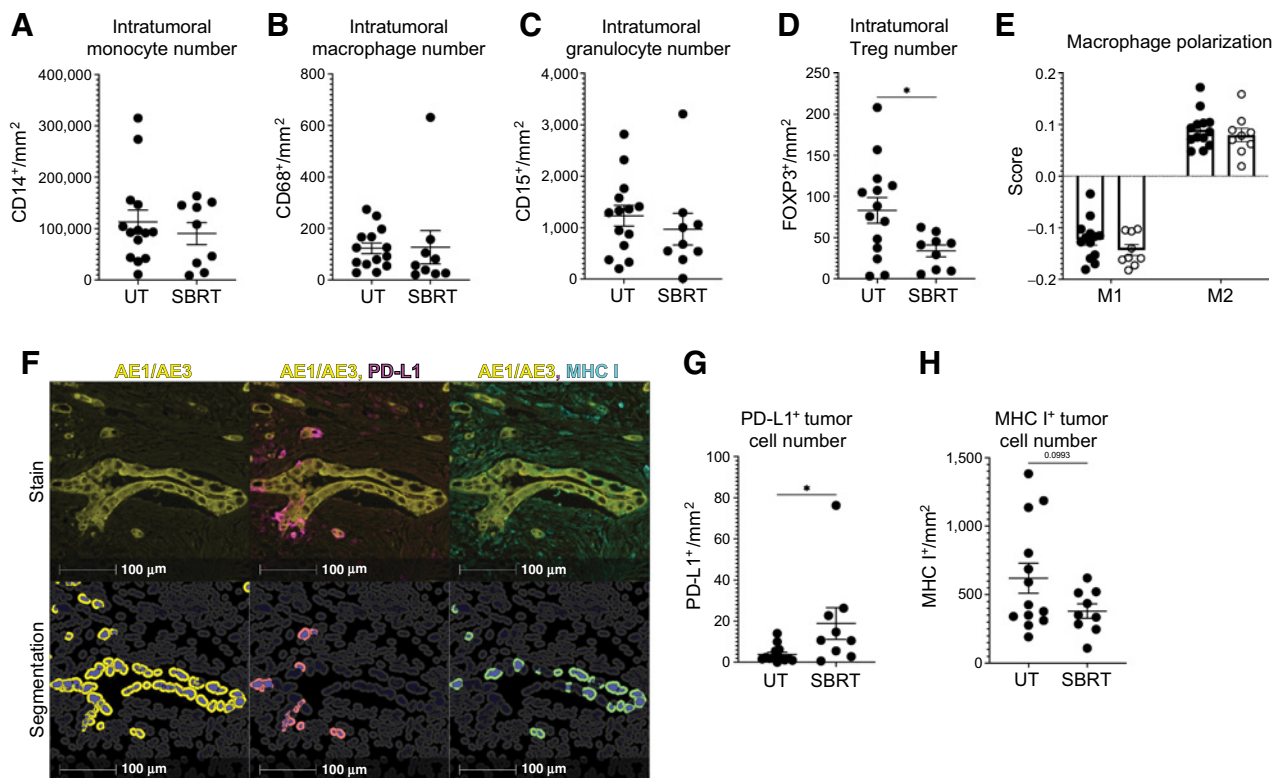 A
Intratumoral
monocyte number
CD14⁺/mm²
400,000
300,000
200,000
100,000
0
UT
SBRT
B
Intratumoral
macrophage number
CD68⁺/mm²
800
600
400
200
0
UT
SBRT
C
Intratumoral
granulocyte number
CD15⁺/mm²
4,000
3,000
2,000
1,000
0
UT
SBRT
D
Intratumoral
Treg number
FOXP3⁺/mm²
250
200
150
100
50
0
*
UT
SBRT
E
Macrophage polarization
Score
0.2
0.1
0.0
−0.1
−0.2
M1
M2
F
AE1/AE3
AE1/AE3, PD-L1
AE1/AE3, MHC I
Stain
100 μm
100 μm
100 μm
Segmentation
100 μm
100 μm
100 μm
G
PD-L1⁺ tumor
cell number
PD-L1⁺/mm²
100
80
60
40
20
0
*
UT
SBRT
H
MHC I⁺ tumor
cell number
0.0993
MHC I⁺/mm²
1,500
1,000
500
0
UT
SBRT